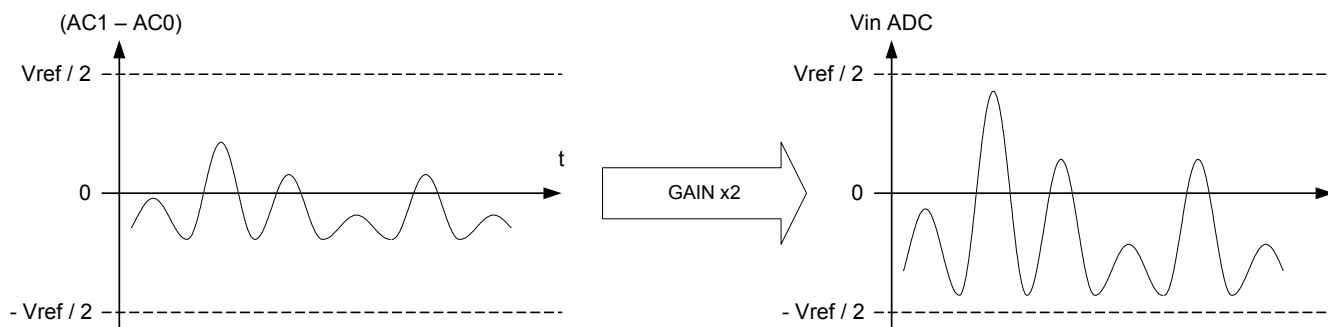 (AC1 – AC0)
Vref / 2
t
0
- Vref / 2
GAIN x2
Vin ADC
Vref / 2
0
- Vref / 2